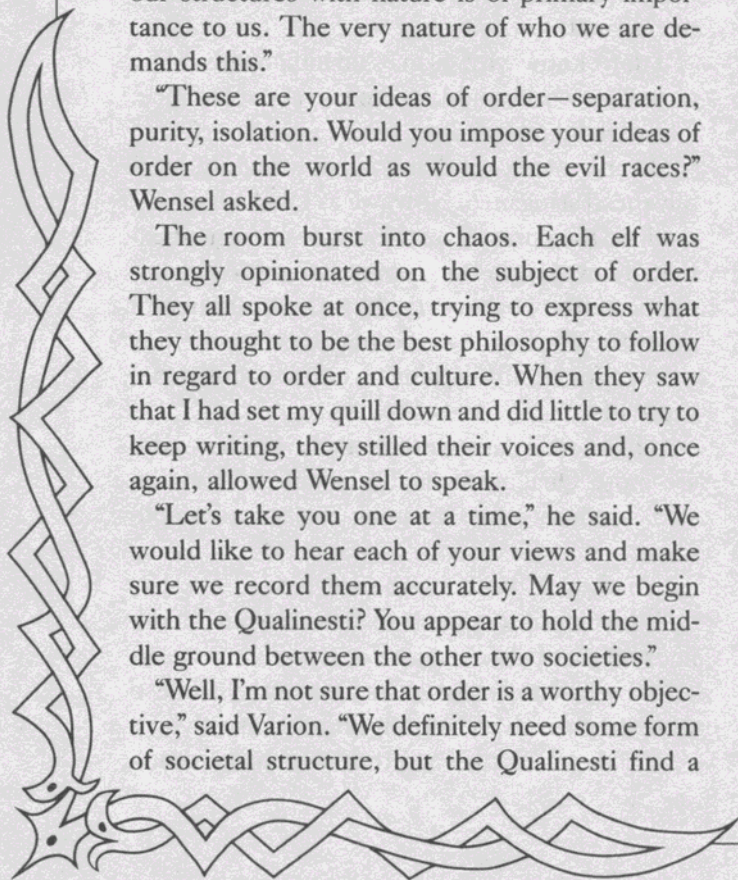 our structures with nature is of primary impor-
tance to us. The very nature of who we are de-
mands this.”
“These are your ideas of order—separation,
purity, isolation. Would you impose your ideas of
order on the world as would the evil races?”
Wensel asked.
The room burst into chaos. Each elf was
strongly opinionated on the subject of order.
They all spoke at once, trying to express what
they thought to be the best philosophy to follow
in regard to order and culture. When they saw
that I had set my quill down and did little to try to
keep writing, they stilled their voices and, once
again, allowed Wensel to speak.
“Let’s take you one at a time,” he said. “We
would like to hear each of your views and make
sure we record them accurately. May we begin
with the Qualinesti? You appear to hold the mid-
dle ground between the other two societies.”
“Well, I’m not sure that order is a worthy objec-
tive,” said Varion. “We definitely need some form
of societal structure, but the Qualinesti find a